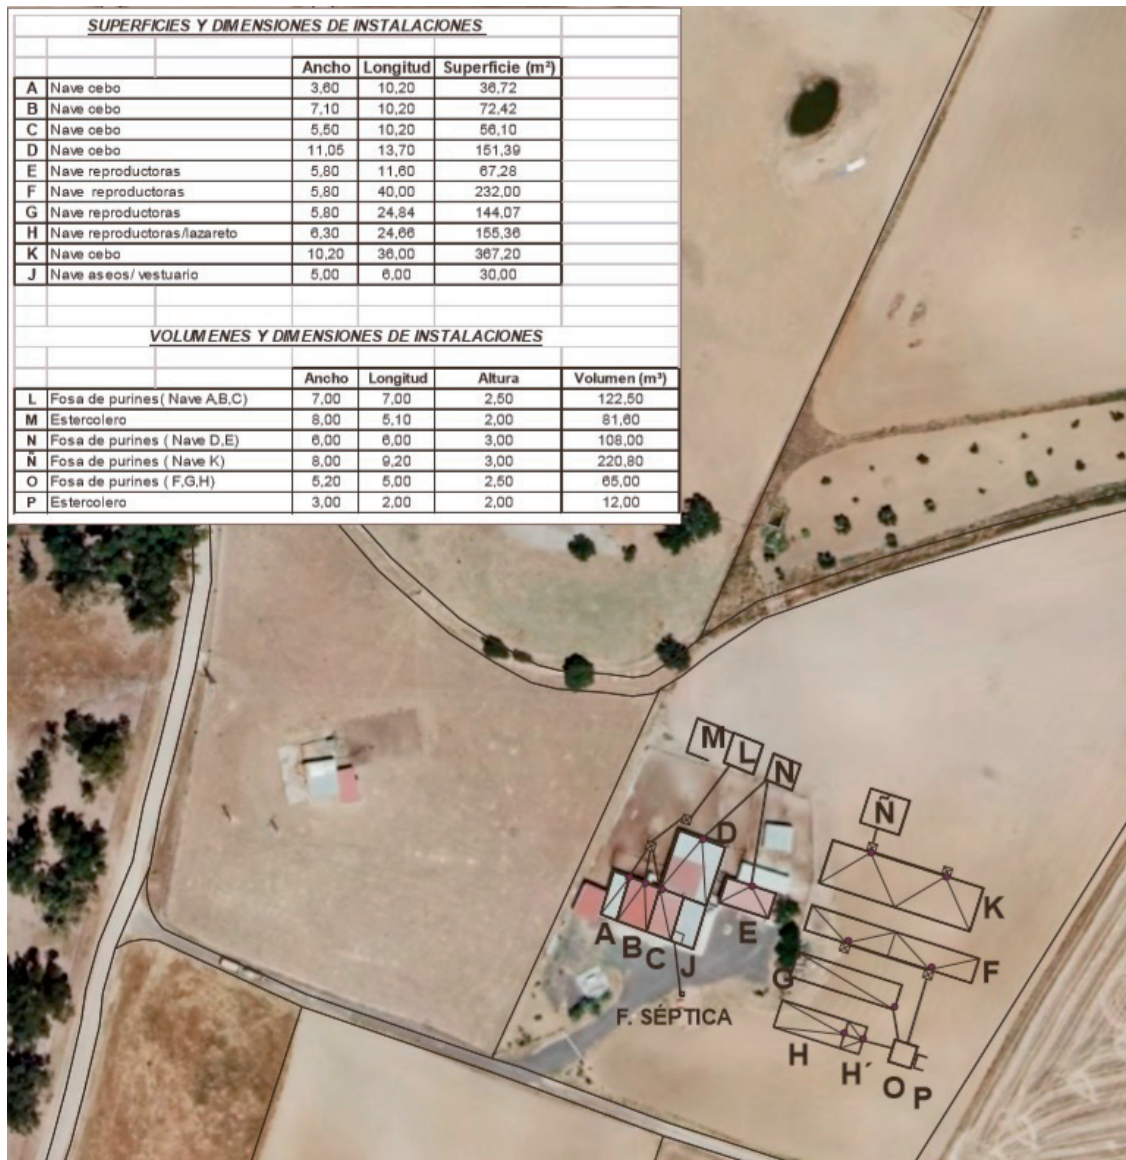 SUPERFICIES Y DIMENSIONES DE INSTALACIONES
Ancho Longitud Superficie (m²)
A Nave cebo 3,60 10,20 36,72
B Nave cebo 7,10 10,20 72,42
C Nave cebo 5,50 10,20 56,10
D Nave cebo 11,05 13,70 151,39
E Nave reproductoras 5,80 11,60 67,28
F Nave reproductoras 5,80 40,00 232,00
G Nave reproductoras 5,80 24,84 144,07
H Nave reproductoras/lazareto 6,30 24,66 155,36
K Nave cebo 10,20 36,00 367,20
J Nave aseos/ vestuario 5,00 6,00 30,00
VOLUMENES Y DIMENSIONES DE INSTALACIONES
Ancho Longitud Altura Volumen (m³)
L Fosa de purines( Nave A,B,C) 7,00 7,00 2,50 122,50
M Estercolero 8,00 5,10 2,00 81,60
N Fosa de purines ( Nave D,E) 6,00 6,00 3,00 108,00
Ñ Fosa de purines ( Nave K) 8,00 9,20 3,00 220,80
O Fosa de purines ( F,G,H) 5,20 5,00 2,50 65,00
P Estercolero 3,00 2,00 2,00 12,00
M L N
Ñ
D
K
A B C J E
F
G
F. SÉPTICA
H H´ O P